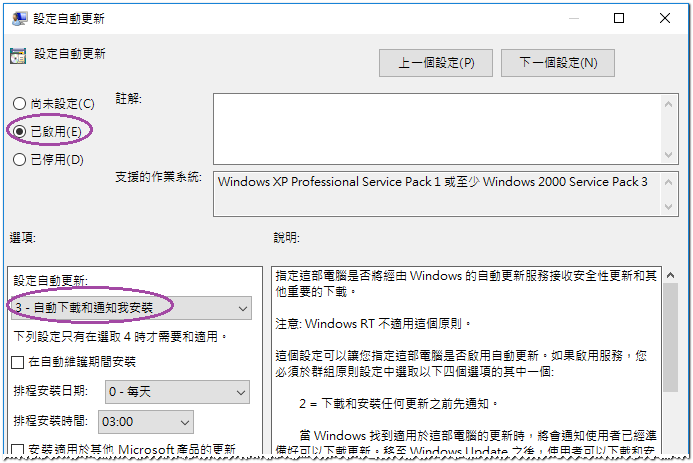 設定自動更新
設定自動更新
上一個設定(P)
下一個設定(N)
尚未設定(C)
已啟用(E)
已停用(D)
註解:
支援的作業系統:
Windows XP Professional Service Pack 1 或至少 Windows 2000 Service Pack 3
選項:
說明:
設定自動更新:
3 - 自動下載和通知我安裝
下列設定只有在選取 4 時才需要和適用。
在自動維護期間安裝
排程安裝日期:
0 - 每天
排程安裝時間:
03:00
安裝適用於其他 Microsoft 產品的更新
指定這部電腦是否將經由 Windows 的自動更新服務接收安全性更新和其
他重要的下載。
注意: Windows RT 不適用這個原則。
這個設定可以讓您指定這部電腦是否啟用自動更新。如果啟用服務，您
必須於群組原則設定中選取以下四個選項的其中一個:
2 = 下載和安裝任何更新之前先通知。
當 Windows 找到適用於這部電腦的更新時，將會通知使用者已經準
備好可以下載更新。移至 Windows Update 之後，使用者可以下載和安